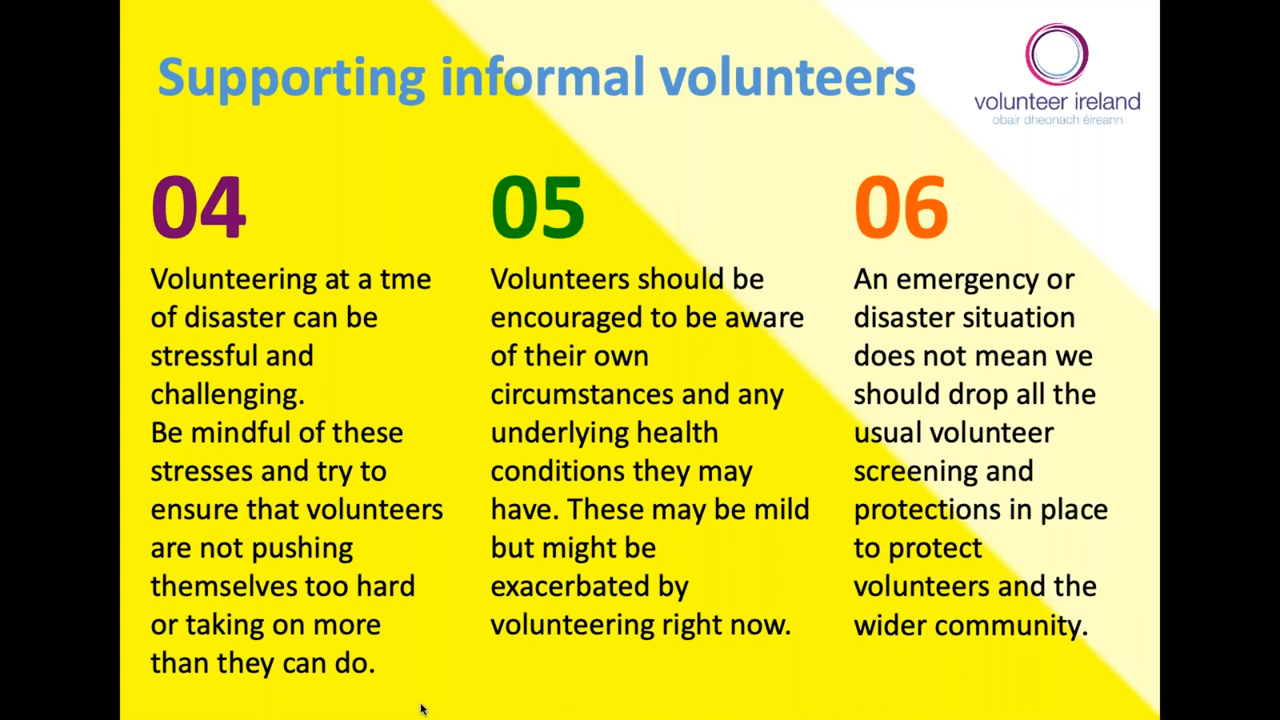 Supporting informal volunteers
volunteer ireland
obair dheonach éireann
04
Volunteering at a tme
of disaster can be
stressful and
challenging.
Be mindful of these
stresses and try to
ensure that volunteers
are not pushing
themselves too hard
or taking on more
than they can do.
05
Volunteers should be
encouraged to be aware
of their own
circumstances and any
underlying health
conditions they may
have. These may be mild
but might be
exacerbated by
volunteering right now.
06
An emergency or
disaster situation
does not mean we
should drop all the
usual volunteer
screening and
protections in place
to protect
volunteers and the
wider community.